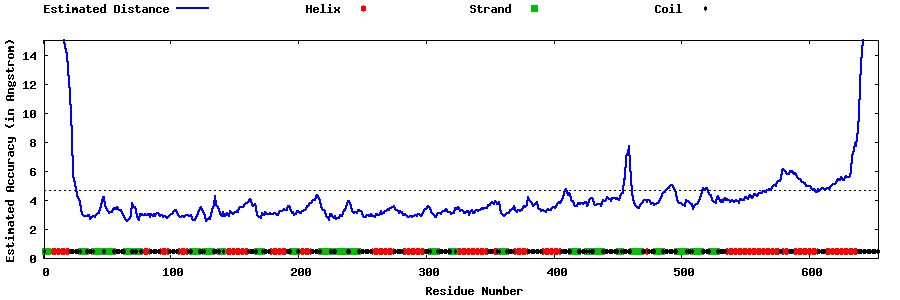 Estimated Distance Helix Strand Coil
Estimated Accuracy (in Angstrom)
14
12
10
8
6
4
2
0
0 100 200 300 400 500 600
Residue Number